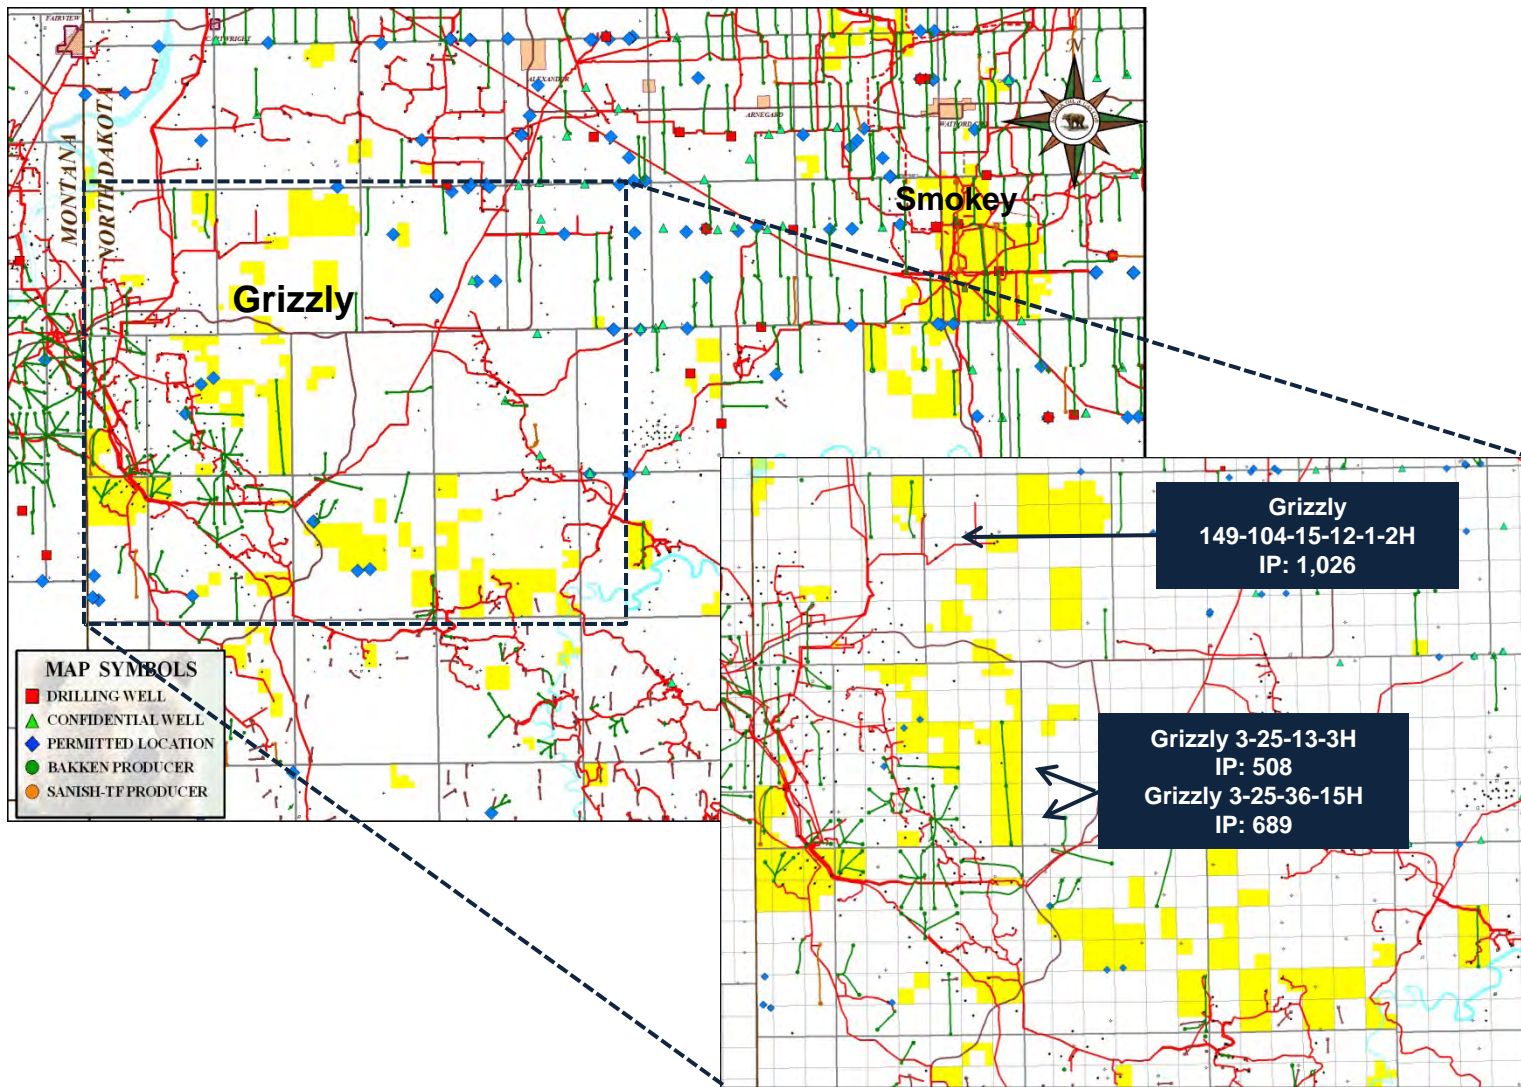 FAIRVIEW
CARTWRIGHT
ALEXANDER
ARNEGARD
WATFORD CITY
N
MONTANA
NORTH DAKOTA
Smokey
Grizzly
MAP SYMBOLS
DRILLING WELL
CONFIDENTIAL WELL
PERMITTED LOCATION
BAKKEN PRODUCER
SANISH-TF PRODUCER
Grizzly
149-104-15-12-1-2H
IP: 1,026
Grizzly 3-25-13-3H
IP: 508
Grizzly 3-25-36-15H
IP: 689